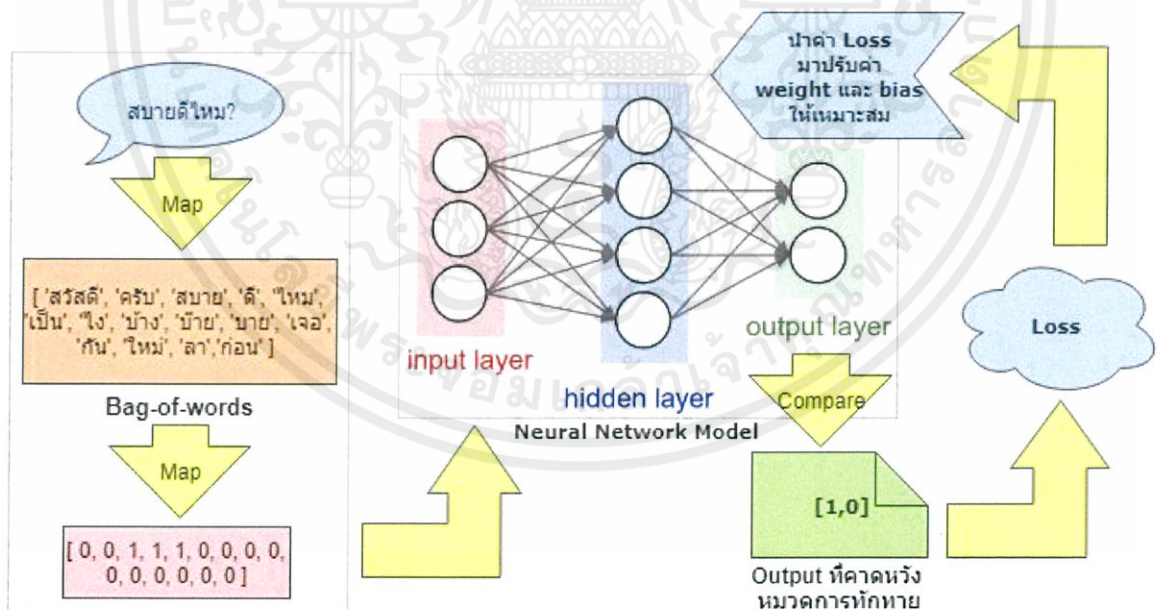 สบายดีไหม?
Map
[ 'สวัสดี', 'ครับ', 'สบาย', 'ดี', 'ไหม',
'เป็น', 'ไง', 'บ้าง', 'บ๊าย', 'บาย', 'เจอ',
'กัน', 'ใหม่', 'ลา','ก่อน' ]
Bag-of-words
Map
[ 0, 0, 1, 1, 1, 0, 0, 0, 0,
0, 0, 0, 0, 0, 0 ]
input layer
hidden layer
output layer
Neural Network Model
Compare
[1,0]
Output ที่คาดหวัง
หมวดการทักทาย
Loss
นำค่า Loss
มาปรับค่า
weight และ bias
ให้เหมาะสม